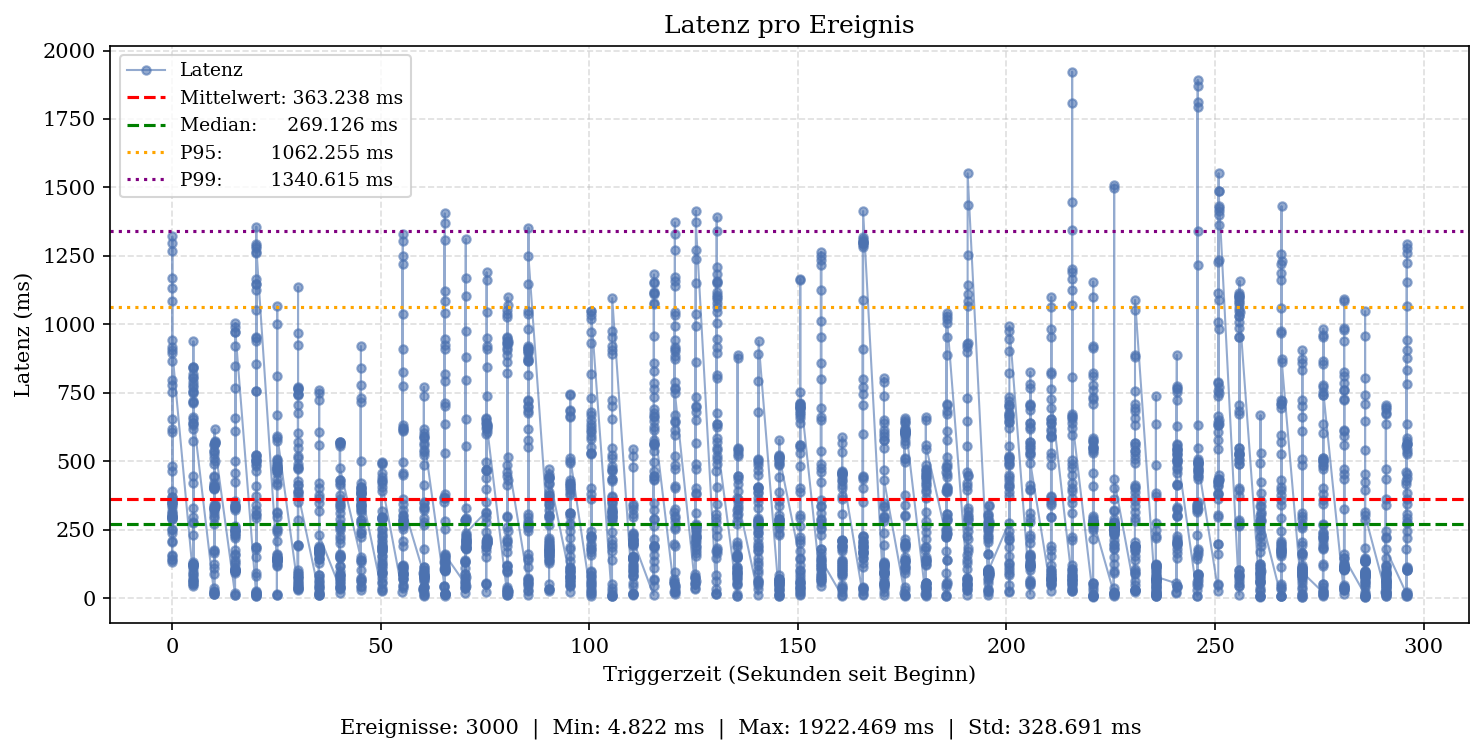 Latenz pro Ereignis
Latenz (ms)
2000
1750
1500
1250
1000
750
500
250
0
Latenz
Mittelwert: 363.238 ms
Median: 269.126 ms
P95: 1062.255 ms
P99: 1340.615 ms
0 50 100 150 200 250 300
Triggerzeit (Sekunden seit Beginn)
Ereignisse: 3000 | Min: 4.822 ms | Max: 1922.469 ms | Std: 328.691 ms